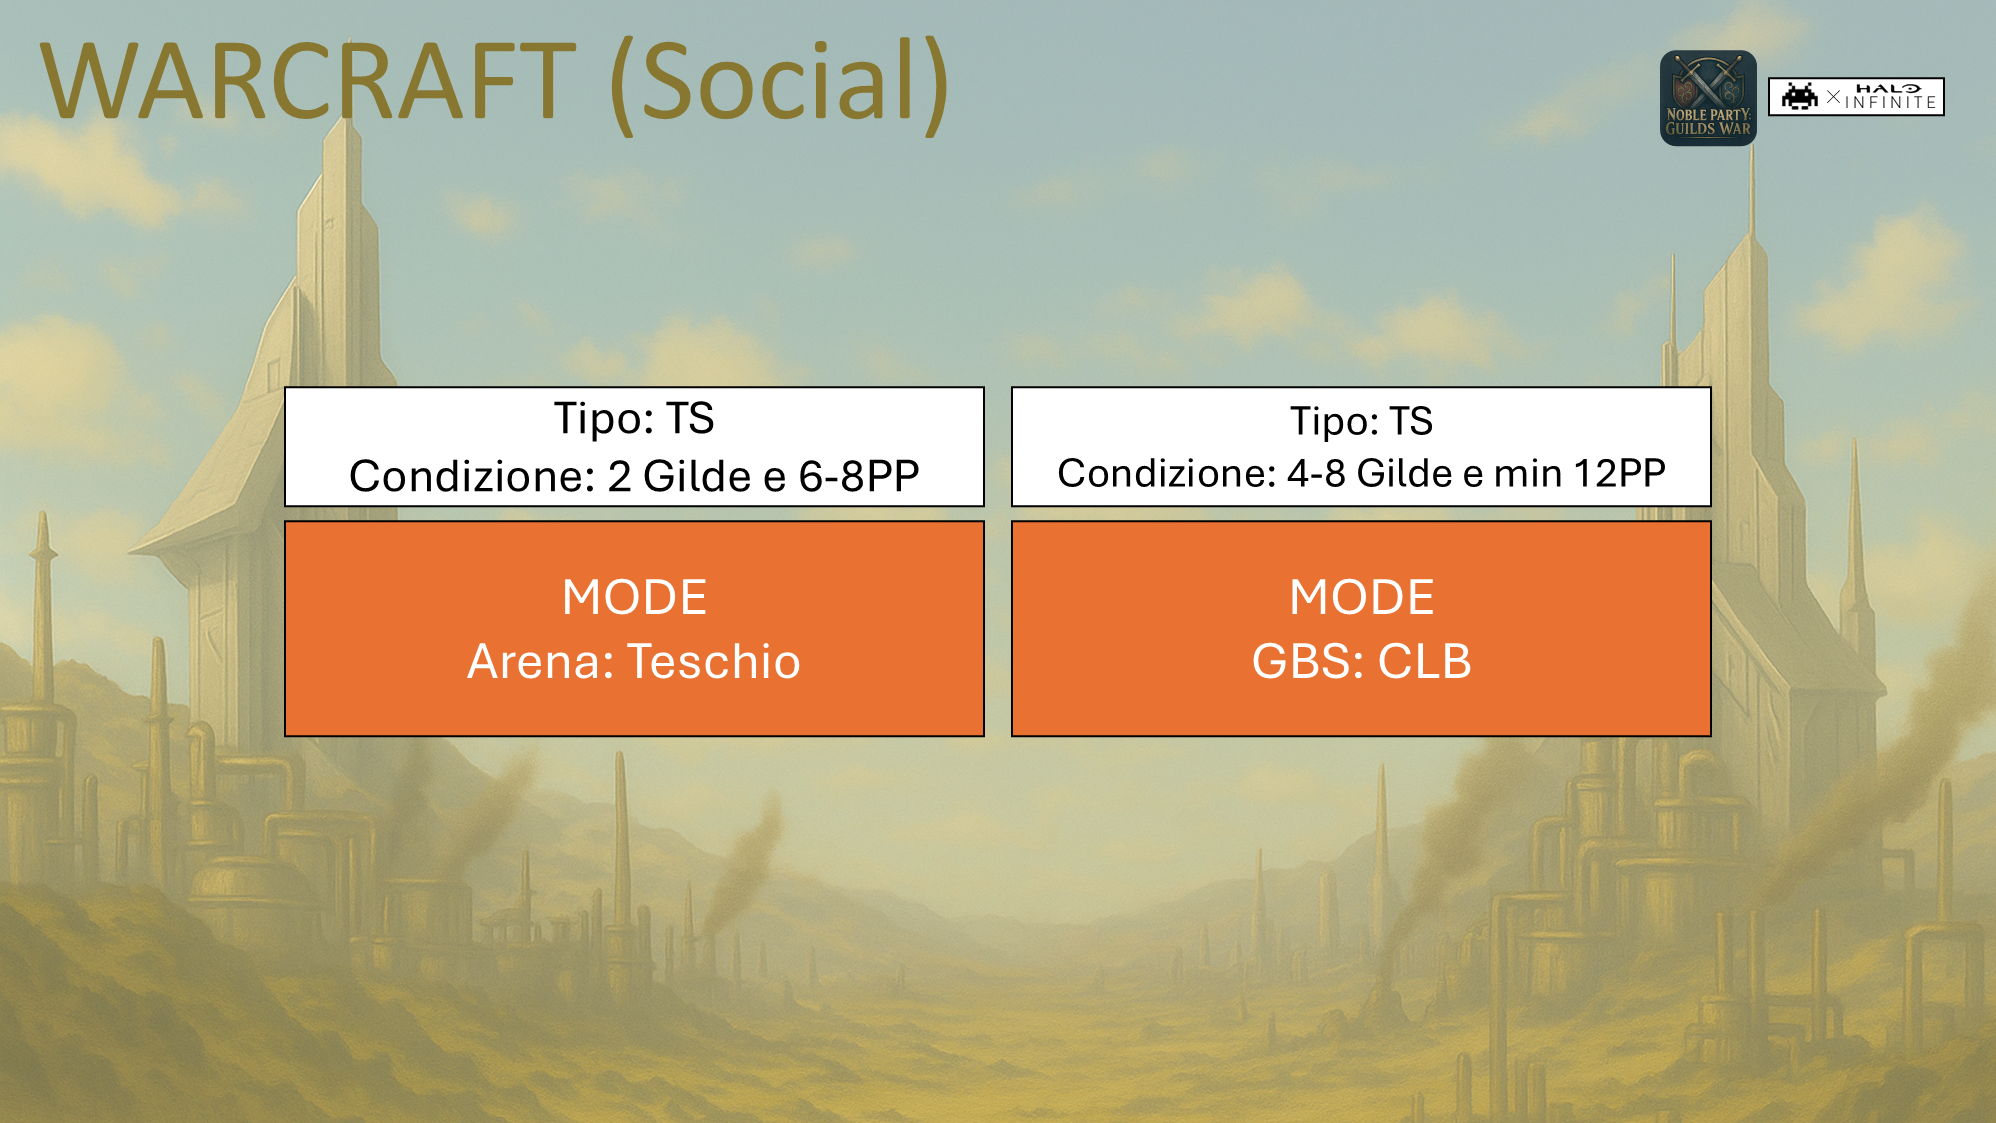 WARCRAFT (Social)
NOBLE PARTY:
GUILDS WAR
HALO
INFINITE
Tipo: TS
Condizione: 2 Gilde e 6-8PP
Tipo: TS
Condizione: 4-8 Gilde e min 12PP
MODE
Arena: Teschio
MODE
GBS: CLB